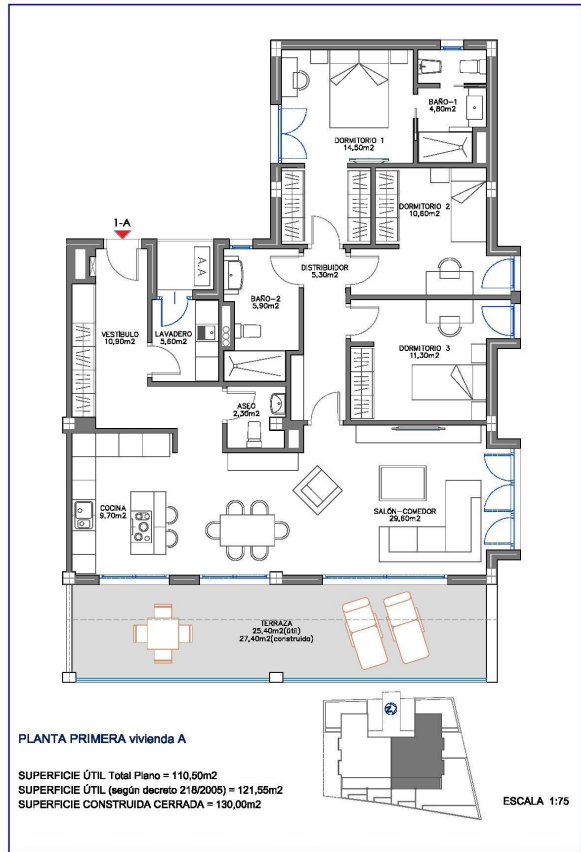 BAÑO-1
4,80m2
DORMITORIO 1
14,50m2
DORMITORIO 2
10,60m2
1-A
A.A
DISTRIBUIDOR
5,30m2
BAÑO-2
5,90m2
VESTÍBULO
10,90m2
LAVADERO
5,60m2
DORMITORIO 3
11,30m2
ASEO
2,30m2
COCINA
9,70m2
SALÓN-COMEDOR
29,60m2
TERRAZA
25,40m2(útil)
27,40m2(construida)
PLANTA PRIMERA vivienda A
SUPERFICIE ÚTIL Total Plano = 110,50m2
SUPERFICIE ÚTIL (según decreto 218/2005) = 121,55m2
SUPERFICIE CONSTRUIDA CERRADA = 130,00m2
ESCALA 1:75